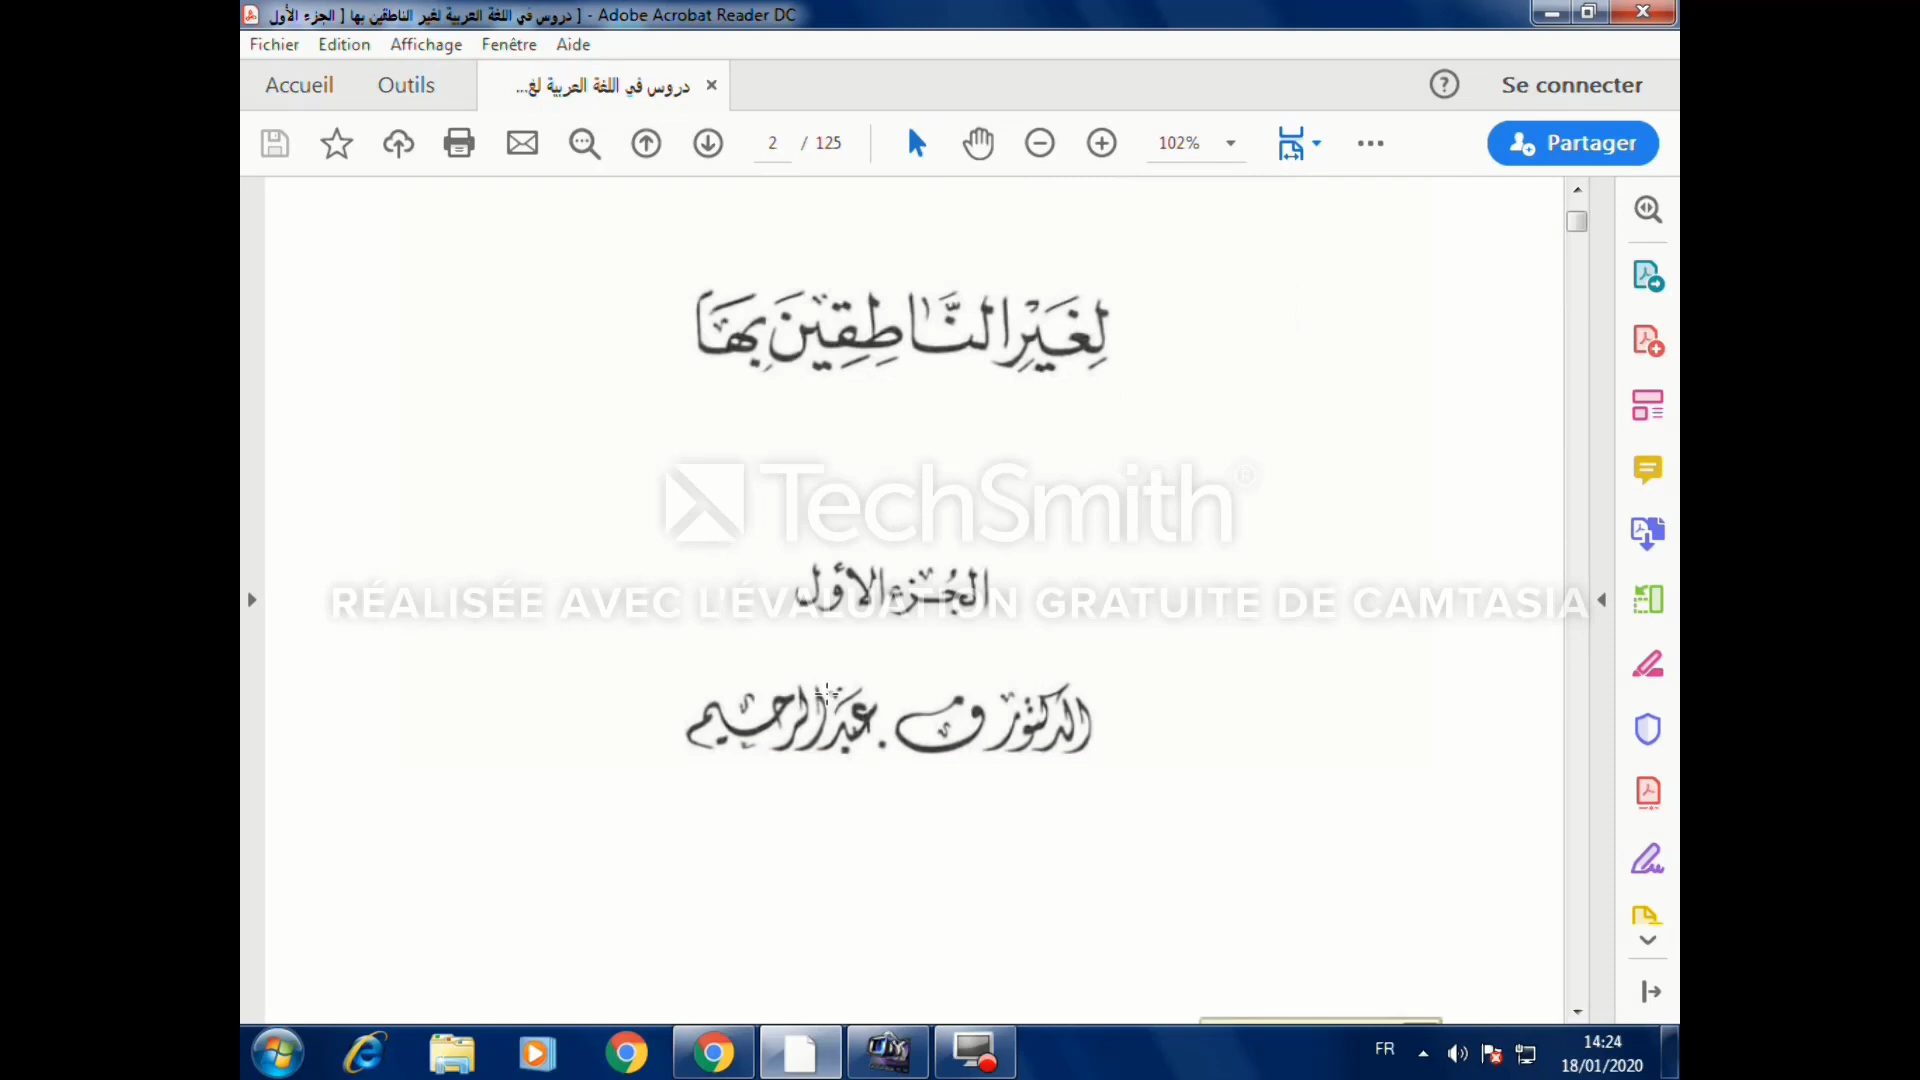 [ دروس في اللغة العربية لغير الناطقين بها [ الجزء الأول - Adobe Acrobat Reader DC
Fichier Edition Affichage Fenêtre Aide
Accueil Outils دروس في اللغة العربية لغ... Se connecter
2 / 125 102% Partager
لِغَيْرِ النَّاطِقِيْنَ بِهَا
TechSmith
الجُزء الأول
RÉALISÉE AVEC L'ÉVALUATION GRATUITE DE CAMTASIA
الدكتور ف. عبد الرحيم
FR 14:24
18/01/2020